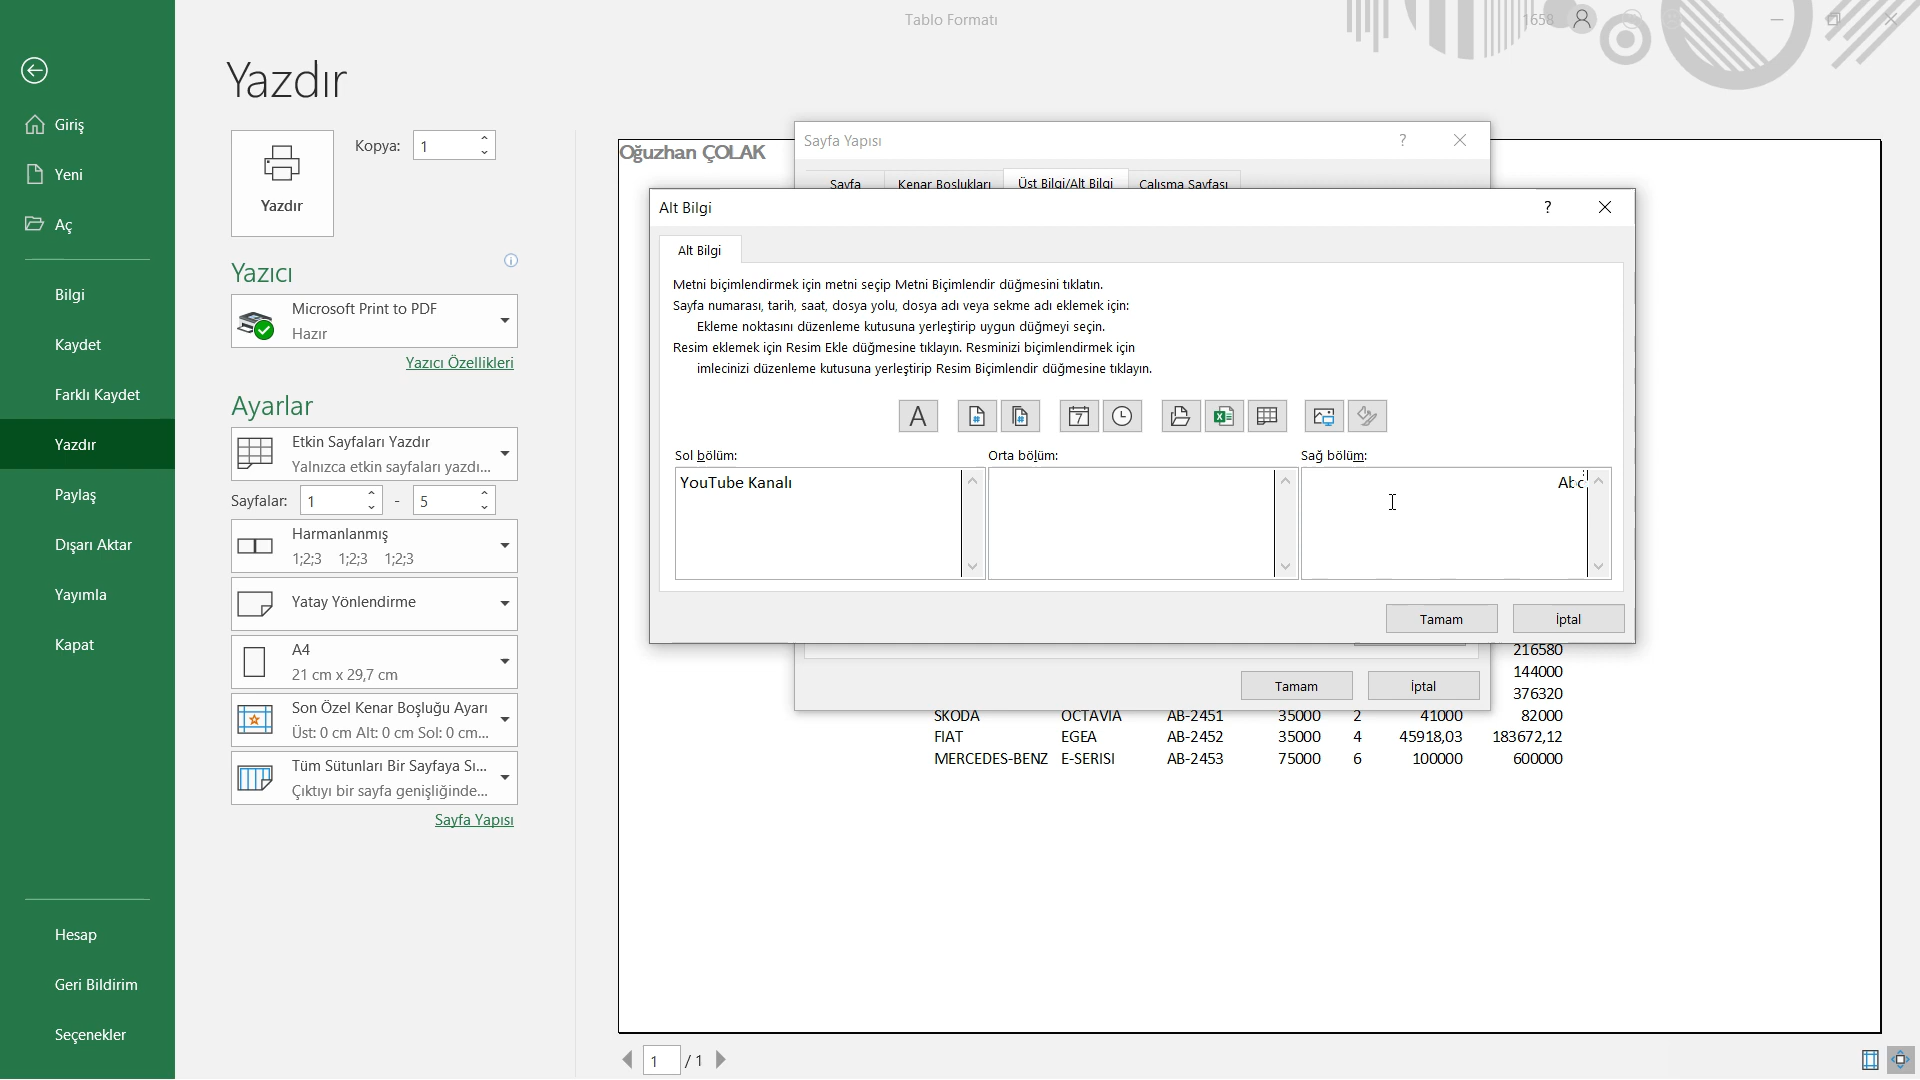 Tablo Formatı
1658
Giriş
Yeni
Aç
Bilgi
Kaydet
Farklı Kaydet
Yazdır
Paylaş
Dışarı Aktar
Yayımla
Kapat
Hesap
Geri Bildirim
Seçenekler
Yazdır
Yazdır
Kopya: 1
Yazıcı
Microsoft Print to PDF
Hazır
Yazıcı Özellikleri
Ayarlar
Etkin Sayfaları Yazdır
Yalnızca etkin sayfaları yazdı...
Sayfalar: 1 - 5
Harmanlanmış
1;2;3 1;2;3 1;2;3
Yatay Yönlendirme
A4
21 cm x 29,7 cm
Son Özel Kenar Boşluğu Ayarı
Üst: 0 cm Alt: 0 cm Sol: 0 cm...
Tüm Sütunları Bir Sayfaya Sı...
Çıktıyı bir sayfa genişliğinde...
Sayfa Yapısı
Oğuzhan ÇOLAK
Sayfa Yapısı
Sayfa Kenar Boşlukları Üst Bilgi/Alt Bilgi Çalışma Sayfası
Alt Bilgi
Alt Bilgi
Metni biçimlendirmek için metni seçip Metni Biçimlendir düğmesini tıklatın.
Sayfa numarası, tarih, saat, dosya yolu, dosya adı veya sekme adı eklemek için:
Ekleme noktasını düzenleme kutusuna yerleştirip uygun düğmeyi seçin.
Resim eklemek için Resim Ekle düğmesine tıklayın. Resminizi biçimlendirmek için
imlecinizi düzenleme kutusuna yerleştirip Resim Biçimlendir düğmesine tıklayın.
Sol bölüm: Orta bölüm: Sağ bölüm:
YouTube Kanalı
Tamam İptal
Tamam İptal
216580
144000
376320
SKODA OCTAVIA AB-2451 35000 2 41000 82000
FIAT EGEA AB-2452 35000 4 45918,03 183672,12
MERCEDES-BENZ E-SERISI AB-2453 75000 6 100000 600000
1 / 1